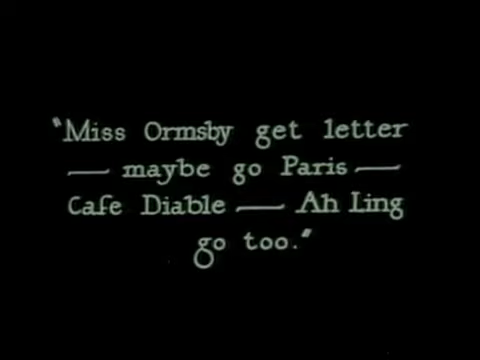 "Miss Ormsby get letter
— maybe go Paris —
Cafe Diable — Ah Ling
go too."